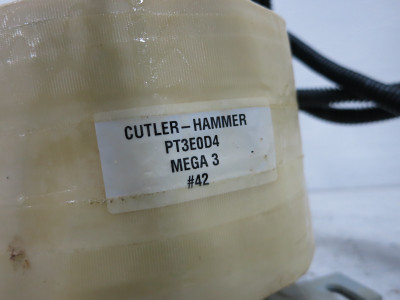 CUTLER-HAMMER
PT3E0D4
MEGA 3
#42